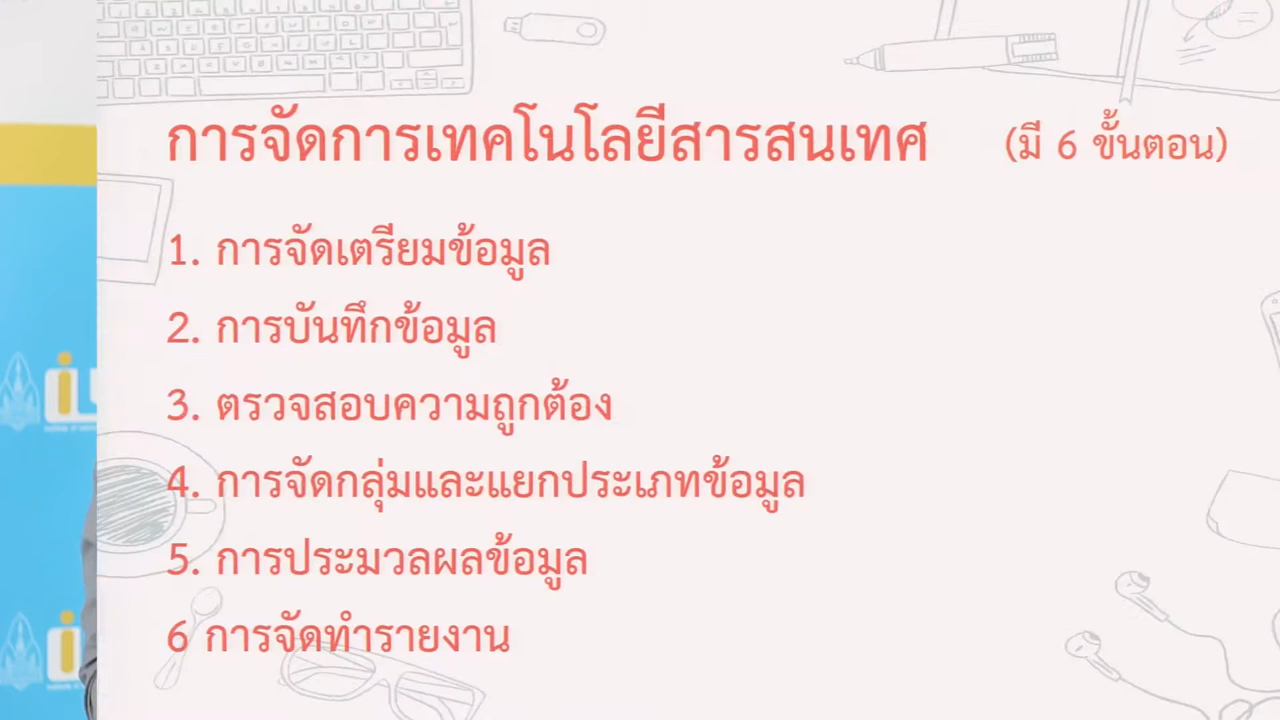 การจัดการเทคโนโลยีสารสนเทศ (มี 6 ขั้นตอน)
1. การจัดเตรียมข้อมูล
2. การบันทึกข้อมูล
3. ตรวจสอบความถูกต้อง
4. การจัดกลุ่มและแยกประเภทข้อมูล
5. การประมวลผลข้อมูล
6 การจัดทำรายงาน